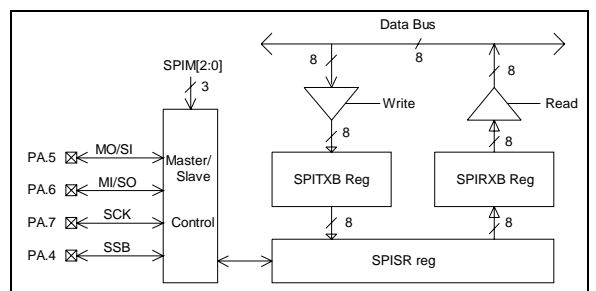 Data Bus
8
8
8
SPIM[2:0]
3
Write
Read
8
8
PA.5
MO/SI
Master/
Slave
SPITXB Reg
SPIRXB Reg
PA.6
MI/SO
PA.7
SCK
Control
8
8
PA.4
SSB
SPISR reg